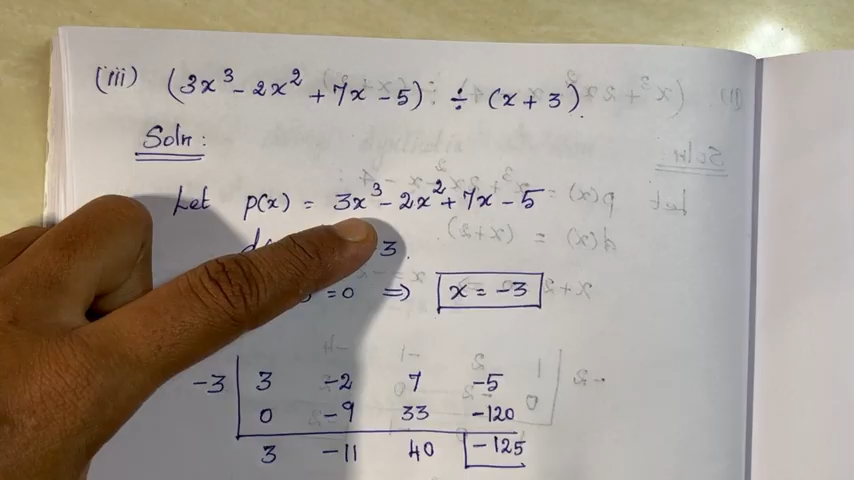 (iii) (3x³ - 2x² + 7x - 5) ÷ (x + 3).
Soln:
Let p(x) = 3x³ - 2x² + 7x - 5
3.
=0 ⇒ x = -3
-3 3 -2 7 -5
0 -9 33 -120
3 -11 40 -125